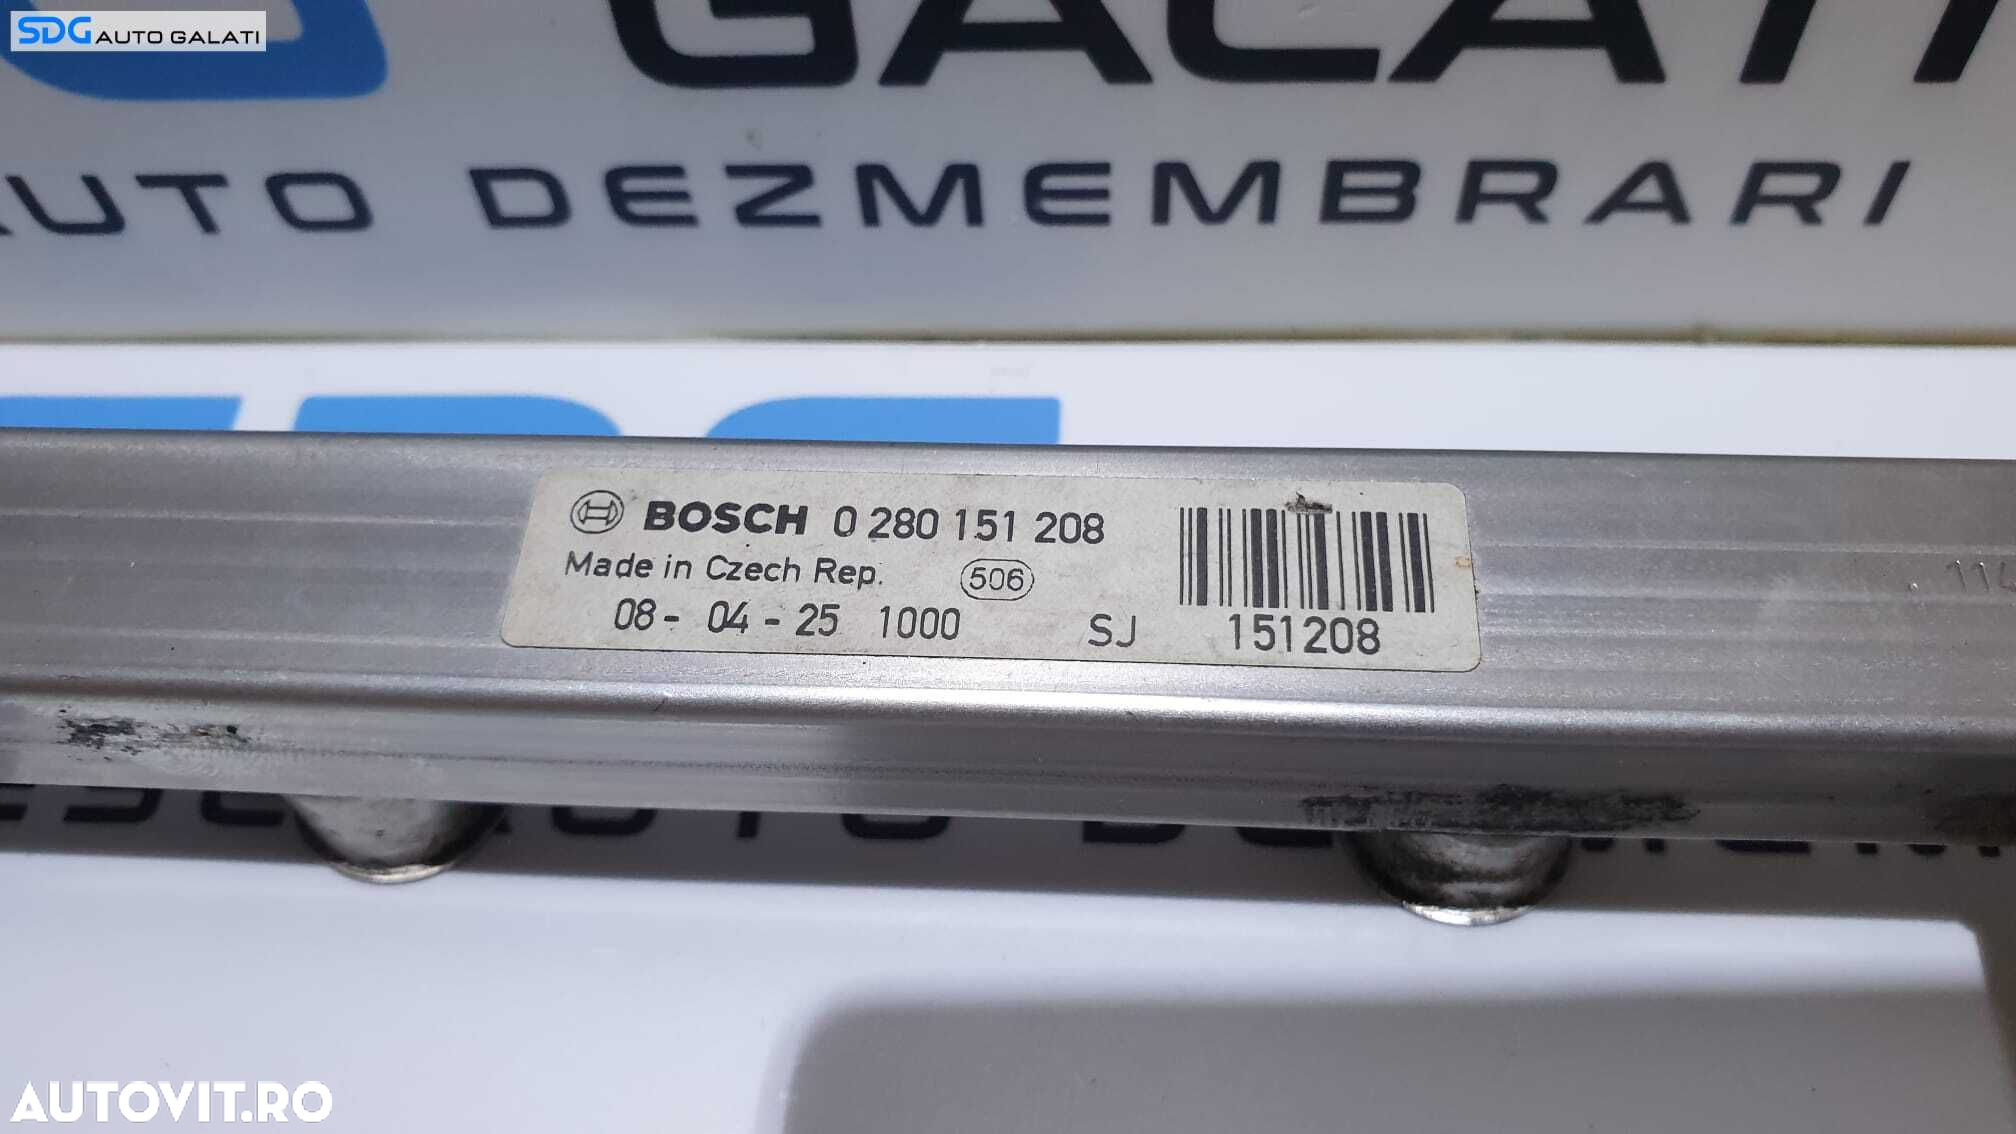 SDG AUTO GALATI
GALATI
AUTO DEZMEMBRARI
BOSCH 0 280 151 208
Made in Czech Rep. 506
08- 04 - 25 1000 SJ
151208
AUTOVIT.RO